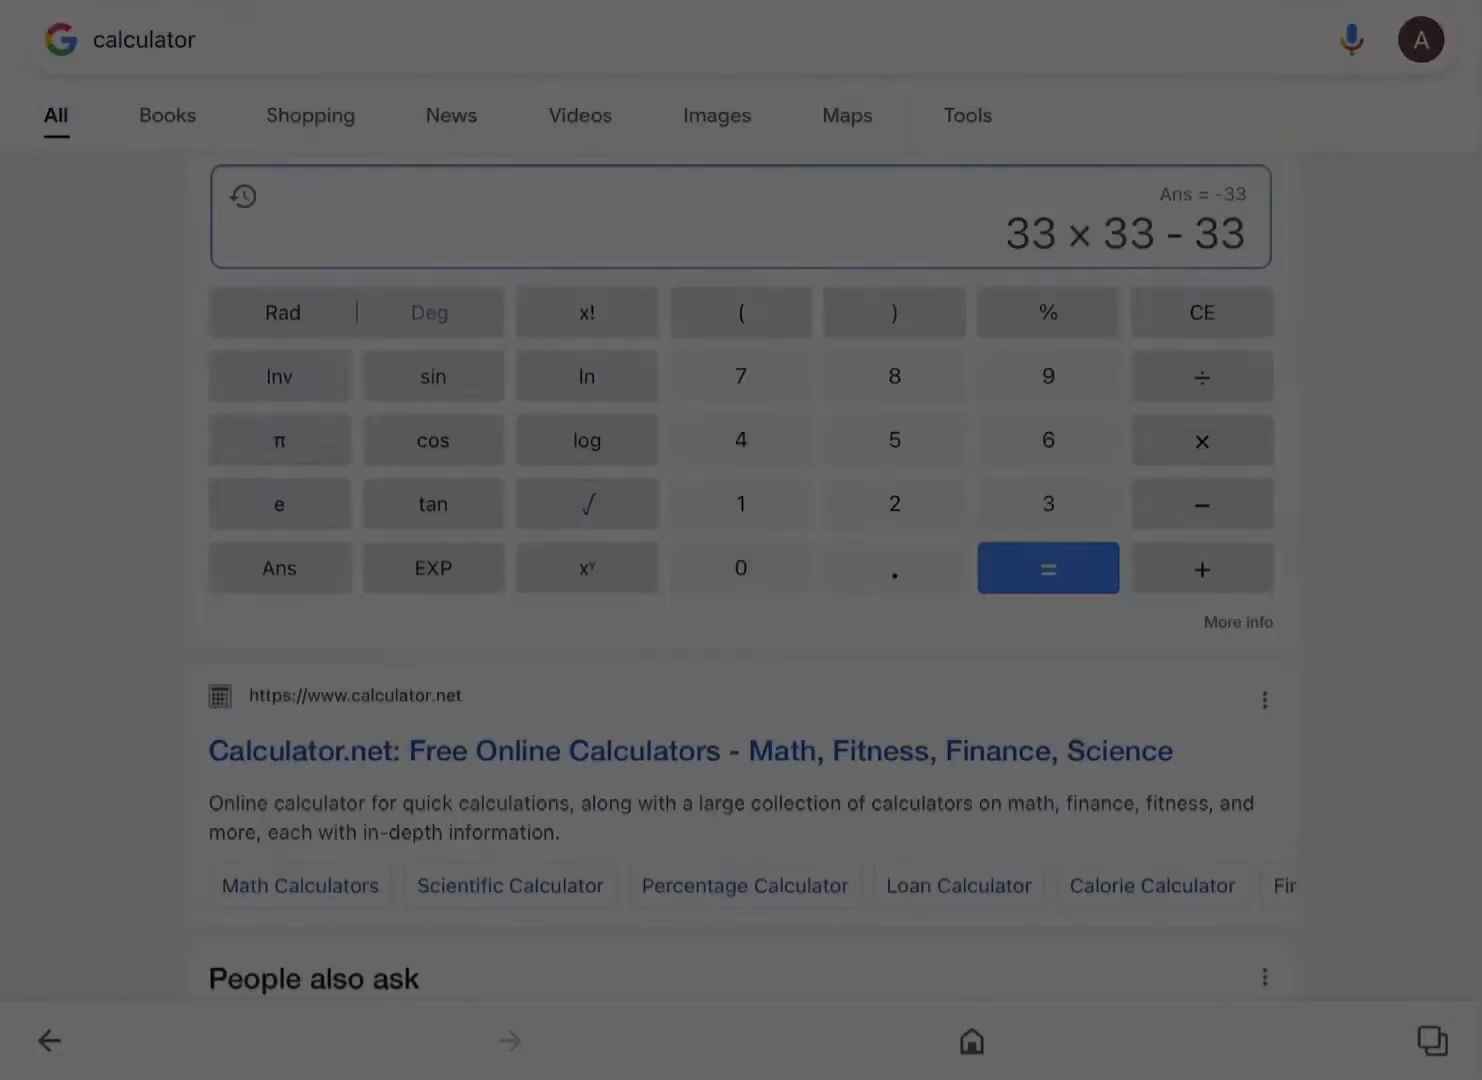 calculator
A
All Books Shopping News Videos Images Maps Tools
Ans = -33
33 × 33 - 33
Rad | Deg x! ( ) % CE
Inv sin ln 7 8 9 ÷
π cos log 4 5 6 ×
e tan √ 1 2 3 −
Ans EXP xʸ 0 . = +
More info
https://www.calculator.net
Calculator.net: Free Online Calculators - Math, Fitness, Finance, Science
Online calculator for quick calculations, along with a large collection of calculators on math, finance, fitness, and
more, each with in-depth information.
Math Calculators Scientific Calculator Percentage Calculator Loan Calculator Calorie Calculator Fir
People also ask